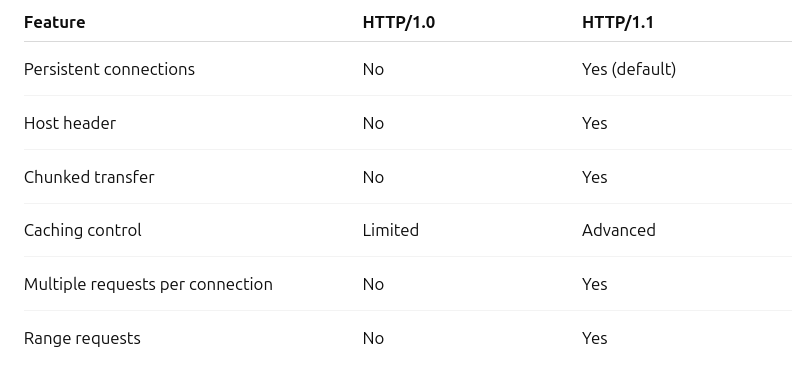 Feature HTTP/1.0 HTTP/1.1
Persistent connections No Yes (default)
Host header No Yes
Chunked transfer No Yes
Caching control Limited Advanced
Multiple requests per connection No Yes
Range requests No Yes